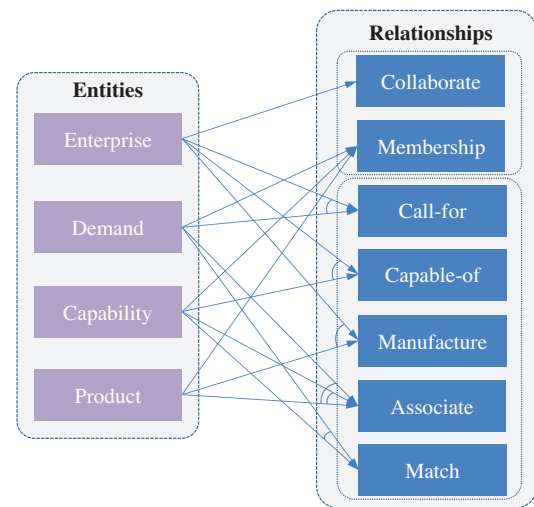 Entities
Enterprise
Demand
Capability
Product
Relationships
Collaborate
Membership
Call-for
Capable-of
Manufacture
Associate
Match